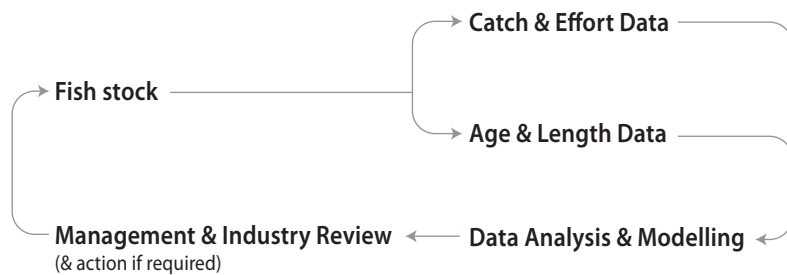 Catch & Effort Data
Fish stock
Age & Length Data
Management & Industry Review
(& action if required)
Data Analysis & Modelling